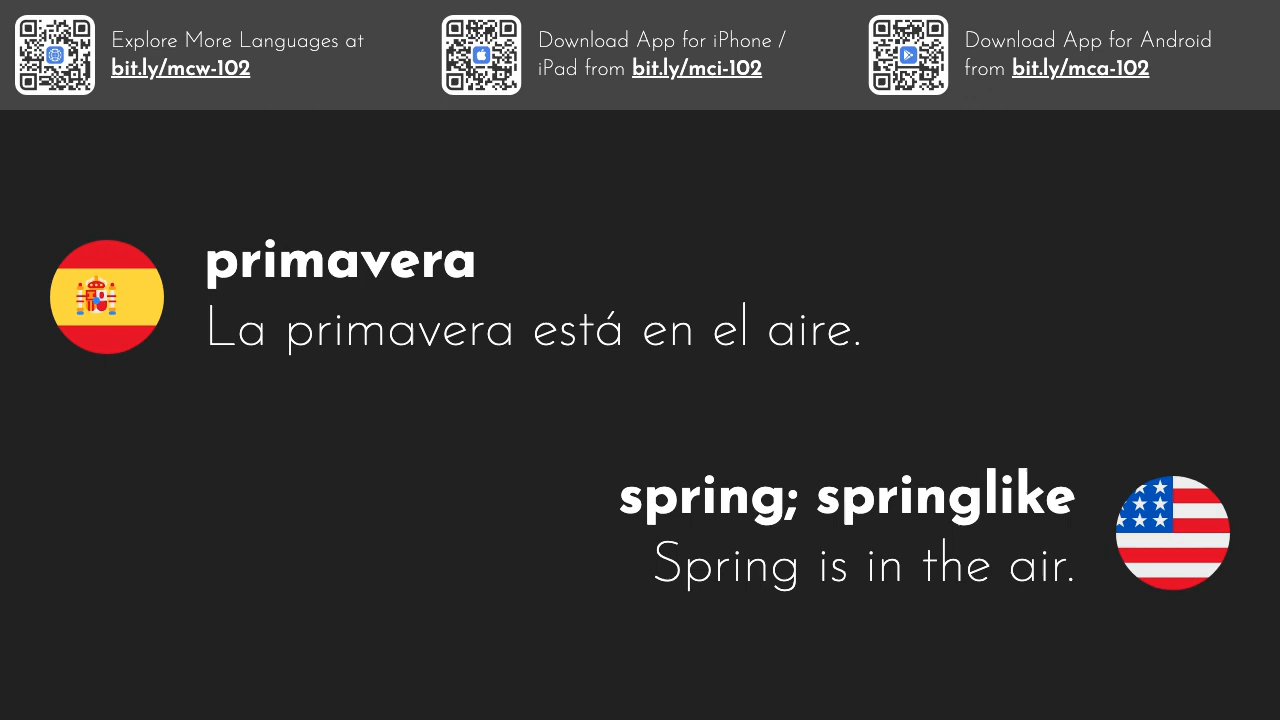 Explore More Languages at
bit.ly/mcw-102
Download App for iPhone /
iPad from bit.ly/mci-102
Download App for Android
from bit.ly/mca-102
primavera
La primavera está en el aire.
spring; springlike
Spring is in the air.